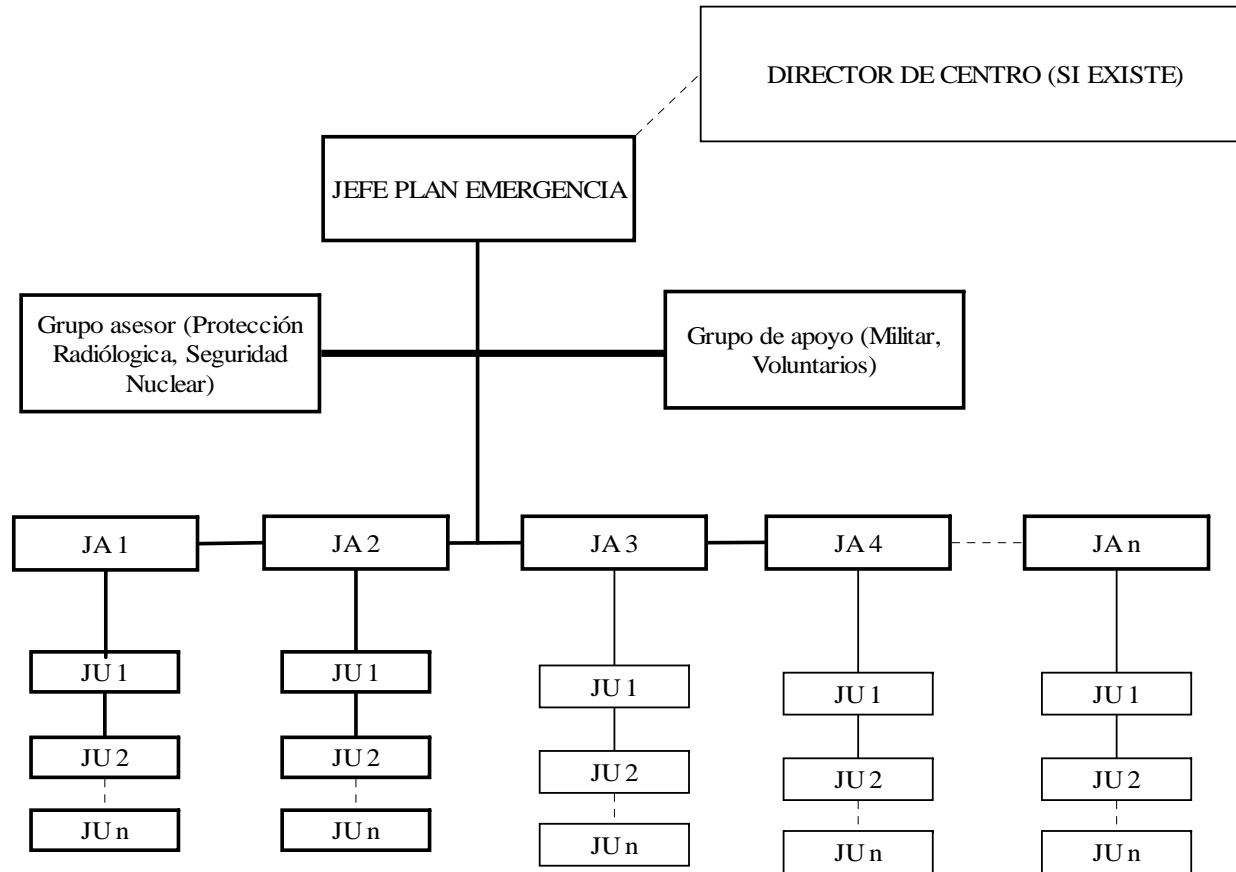 DIRECTOR DE CENTRO (SI EXISTE)
JEFE PLAN EMERGENCIA
Grupo asesor (Protección
Radiólogica, Seguridad
Nuclear)
Grupo de apoyo (Militar,
Voluntarios)
JA 1
JA 2
JA 3
JA 4
JA n
JU 1
JU 1
JU 1
JU 1
JU 1
JU 2
JU 2
JU 2
JU 2
JU 2
JU n
JU n
JU n
JU n
JU n